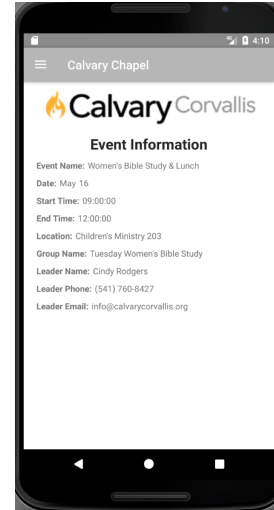 4:10
Calvary Chapel
Calvary Corvallis
Event Information
Event Name: Women's Bible Study & Lunch
Date: May 16
Start Time: 09:00:00
End Time: 12:00:00
Location: Children's Ministry 203
Group Name: Tuesday Women's Bible Study
Leader Name: Cindy Rodgers
Leader Phone: (541) 760-8427
Leader Email: info@calvarycorvallis.org